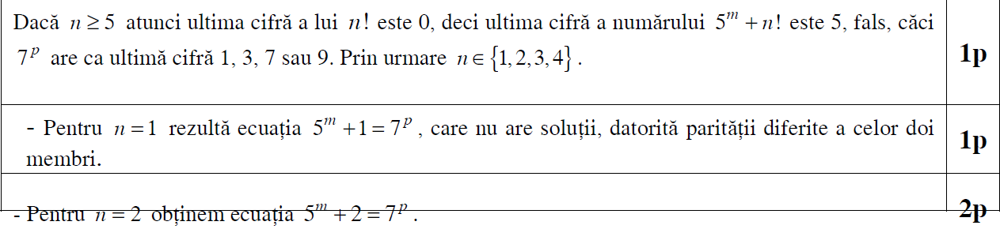 Dacă n ≥ 5 atunci ultima cifră a lui n! este 0, deci ultima cifră a numărului 5^m + n! este 5, fals, căci
7^p are ca ultimă cifră 1, 3, 7 sau 9. Prin urmare n ∈ {1, 2, 3, 4}.
1p
- Pentru n = 1 rezultă ecuația 5^m + 1 = 7^p, care nu are soluții, datorită parității diferite a celor doi
membri.
1p
- Pentru n = 2 obținem ecuația 5^m + 2 = 7^p.
2p